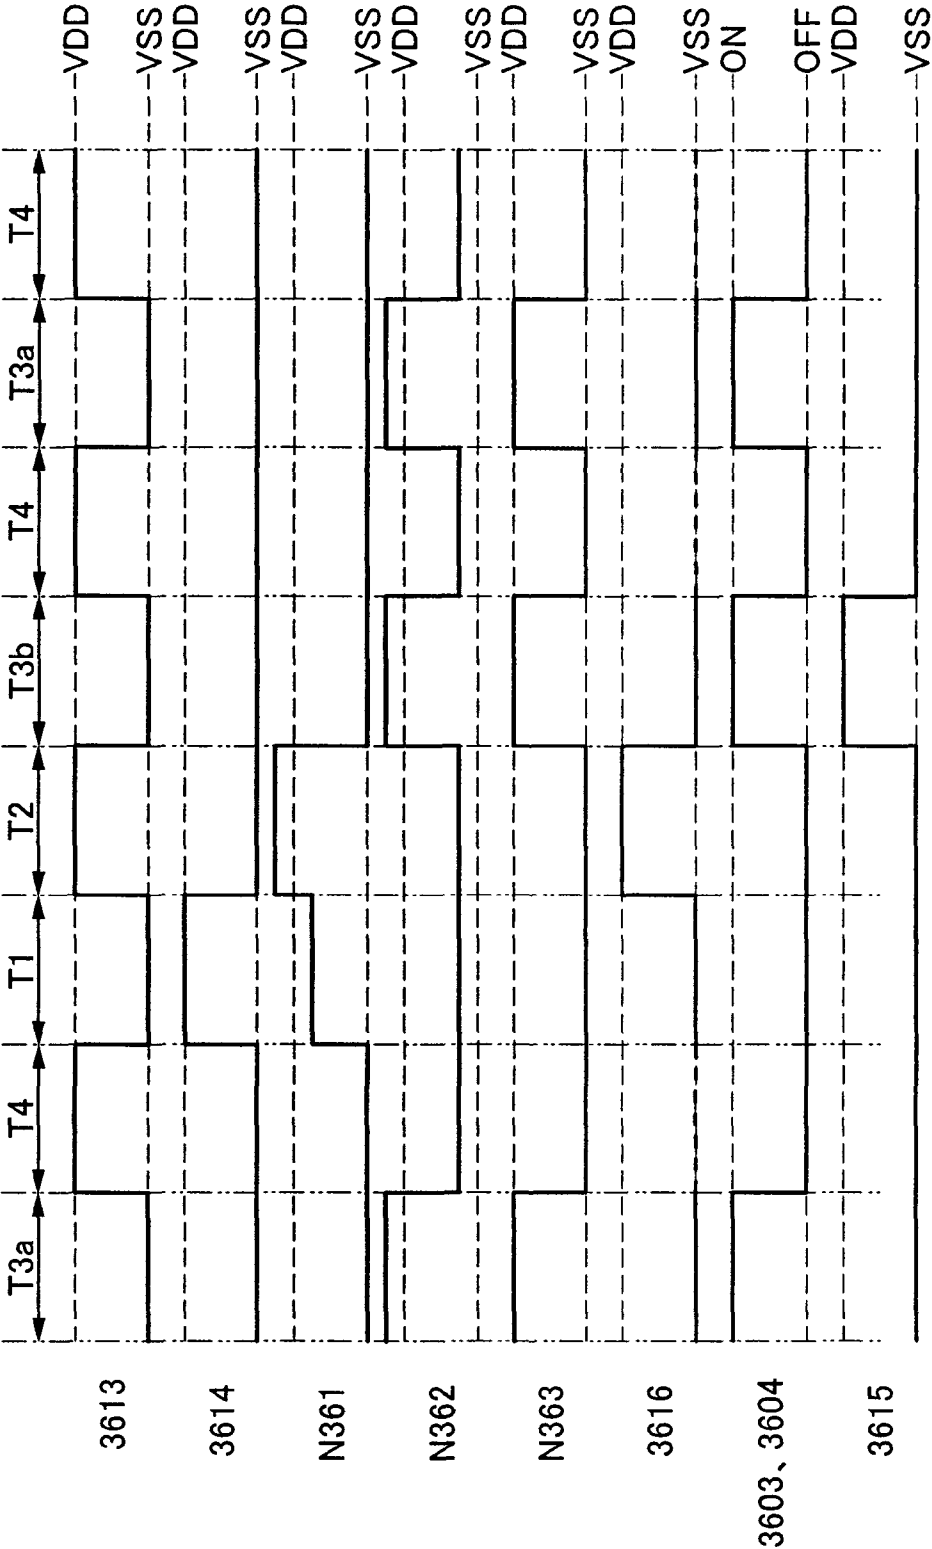 T3a T4 T1 T2 T3b T4 T3a T4
3613 VDD
VSS
3614 VDD
VSS
N361 VDD
VSS
N362 VDD
VSS
N363 VDD
VSS
3616 VDD
VSS
3603、3604 ON
OFF
3615 VDD
VSS